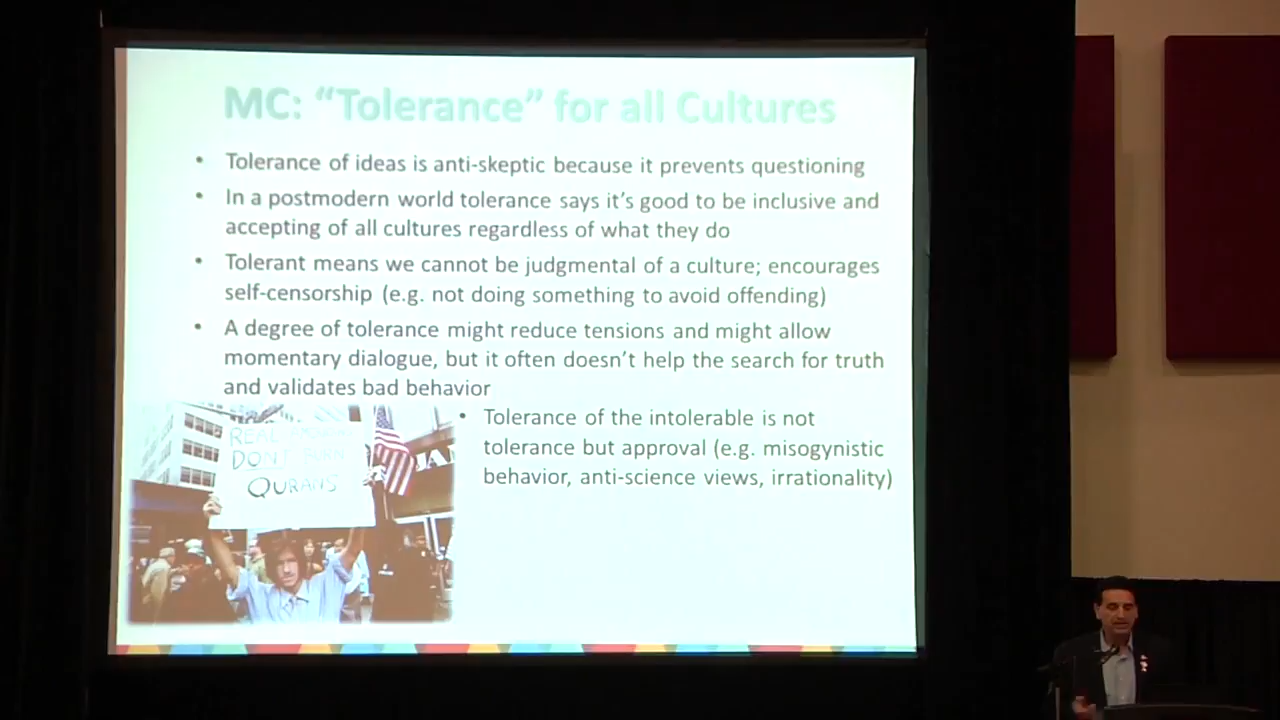 MC: “Tolerance” for all Cultures
• Tolerance of ideas is anti-skeptic because it prevents questioning
• In a postmodern world tolerance says it’s good to be inclusive and
accepting of all cultures regardless of what they do
• Tolerant means we cannot be judgmental of a culture; encourages
self-censorship (e.g. not doing something to avoid offending)
• A degree of tolerance might reduce tensions and might allow
momentary dialogue, but it often doesn’t help the search for truth
and validates bad behavior
• Tolerance of the intolerable is not
tolerance but approval (e.g. misogynistic
behavior, anti-science views, irrationality)
REAL
DON'T BURN
QURANS